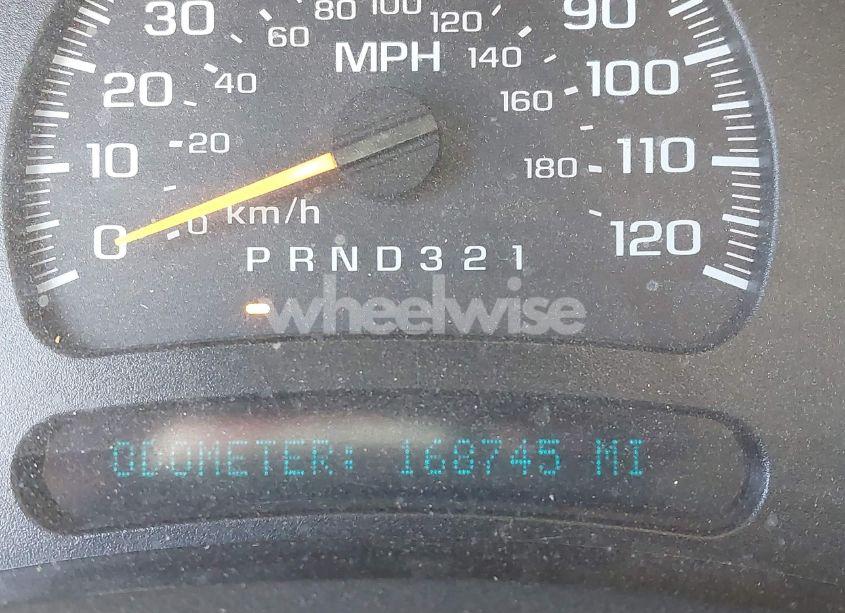 30 60 80 100 120 90
20 40 MPH 140 100
160
10 20 180 110
0 0 km/h 120
P R N D 3 2 1
wheelwise
ODOMETER: 168745 MI